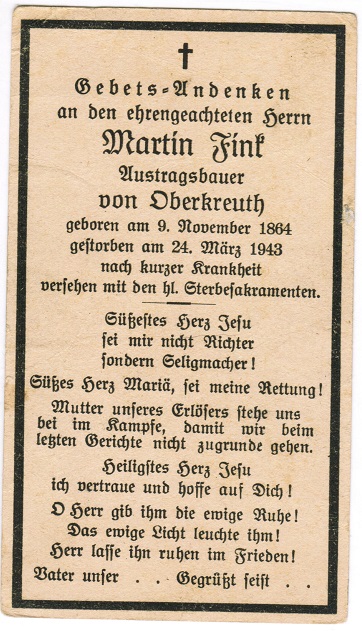 Gebets-Andenken
an den ehrengeachteten Herrn
Martin Fink
Austragsbauer
von Oberkreuth
geboren am 9. November 1864
gestorben am 24. März 1943
nach kurzer Krankheit
versehen mit den hl. Sterbesakramenten.
Süßestes Herz Jesu
sei mir nicht Richter
sondern Seligmacher!
Süßes Herz Mariä, sei meine Rettung!
Mutter unseres Erlösers stehe uns
bei im Kampfe, damit wir beim
letzten Gerichte nicht zugrunde gehen.
Heiligstes Herz Jesu
ich vertraue und hoffe auf Dich!
O Herr gib ihm die ewige Ruhe!
Das ewige Licht leuchte ihm!
Herr lasse ihn ruhen im Frieden!
Vater unser . . Gegrüßt seist . .